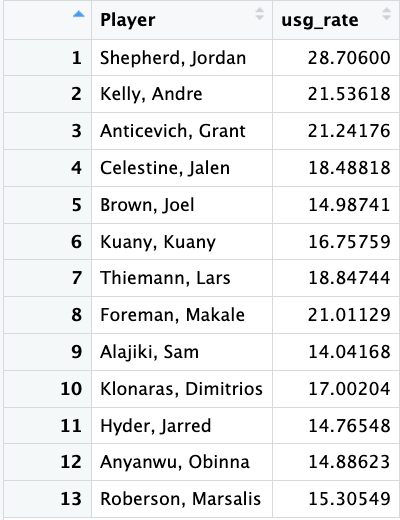 Player usg_rate
1 Shepherd, Jordan 28.70600
2 Kelly, Andre 21.53618
3 Anticevich, Grant 21.24176
4 Celestine, Jalen 18.48818
5 Brown, Joel 14.98741
6 Kuany, Kuany 16.75759
7 Thiemann, Lars 18.84744
8 Foreman, Makale 21.01129
9 Alajiki, Sam 14.04168
10 Klonaras, Dimitrios 17.00204
11 Hyder, Jarred 14.76548
12 Anyanwu, Obinna 14.88623
13 Roberson, Marsalis 15.30549